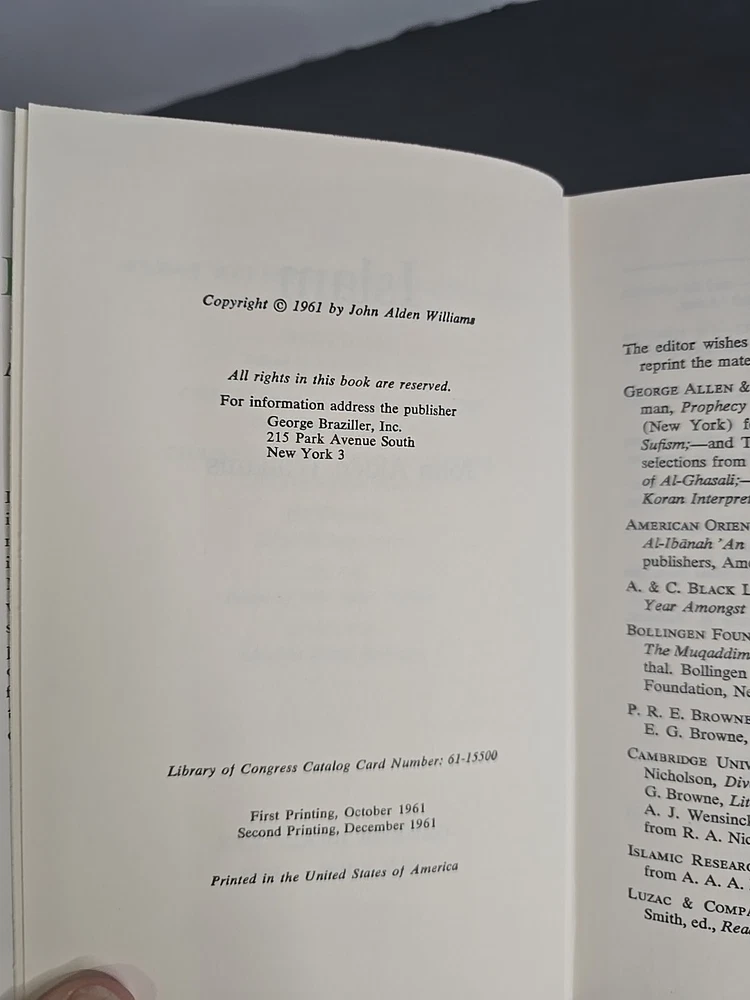 Copyright © 1961 by John Alden Williams
All rights in this book are reserved.
For information address the publisher
George Braziller, Inc.
215 Park Avenue South
New York 3
Library of Congress Catalog Card Number: 61-15500
First Printing, October 1961
Second Printing, December 1961
Printed in the United States of America
The editor wishes
reprint the mate
GEORGE ALLEN &
man, Prophecy
(New York) f
Sufism;—and T
selections from
of Al-Ghasali;—
Koran Interpre
AMERICAN ORIEN
Al-Ibānah 'An
publishers, Am
A. & C. BLACK L
Year Amongst
BOLLINGEN FOUN
The Muqaddim
thal. Bollingen
Foundation, Ne
P. R. E. BROWNE
E. G. Browne,
CAMBRIDGE UNIV
Nicholson, Div
G. Browne, Lit
A. J. Wensinck
from R. A. Nic
ISLAMIC RESEARC
from A. A. A.
LUZAC & COMPA
Smith, ed., Rea